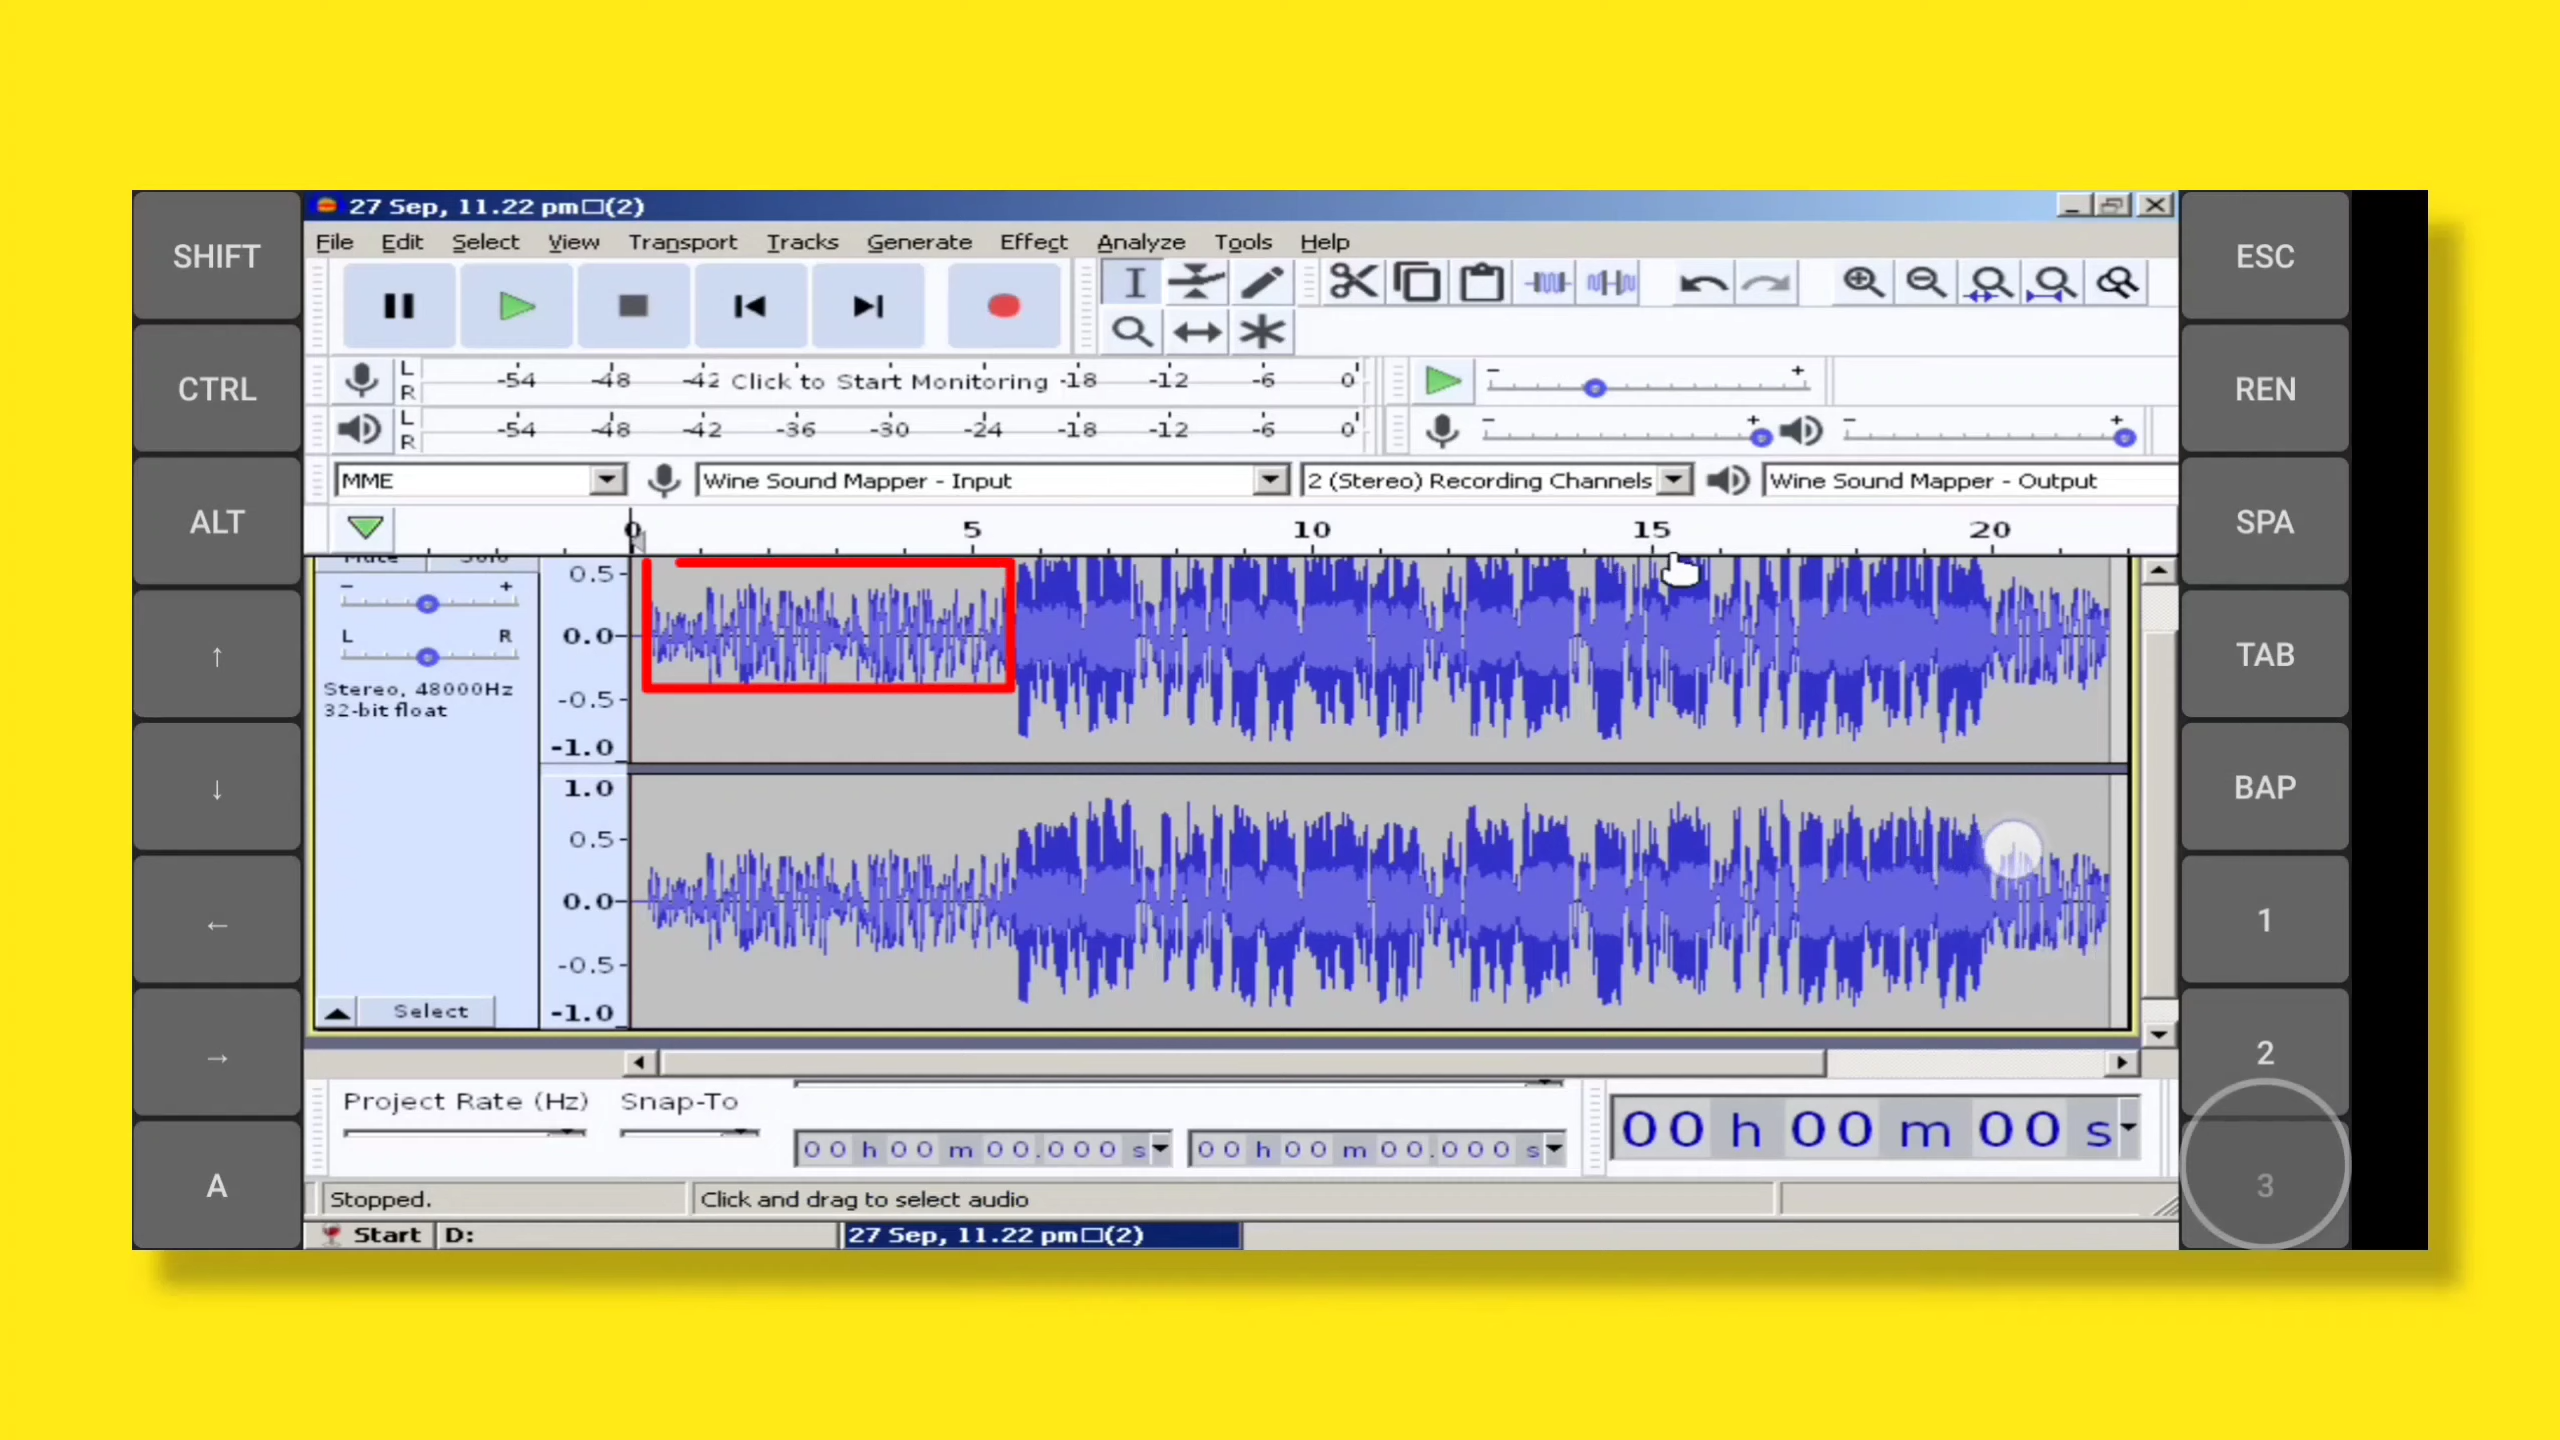 27 Sep, 11.22 pm□(2)
File Edit Select View Transport Tracks Generate Effect Analyze Tools Help
L
R
-54 -48 -42 Click to Start Monitoring -18 -12 -6 0
- +
L
R
-54 -48 -42 -36 -30 -24 -18 -12 -6 0
- + - +
MME Wine Sound Mapper - Input 2 (Stereo) Recording Channels Wine Sound Mapper - Output
0 5 10 15 20
Mute Solo
- +
L R
Stereo, 48000Hz
32-bit float
0.5
0.0
-0.5
-1.0
1.0
0.5
0.0
-0.5
-1.0
Select
Project Rate (Hz) Snap-To
00 h 00 m 00.000 s 00 h 00 m 00.000 s
00 h 00 m 00 s
Stopped. Click and drag to select audio
Start D: 27 Sep, 11.22 pm□(2)
SHIFT
CTRL
ALT
↑
↓
←
→
A
ESC
REN
SPA
TAB
BAP
1
2
3